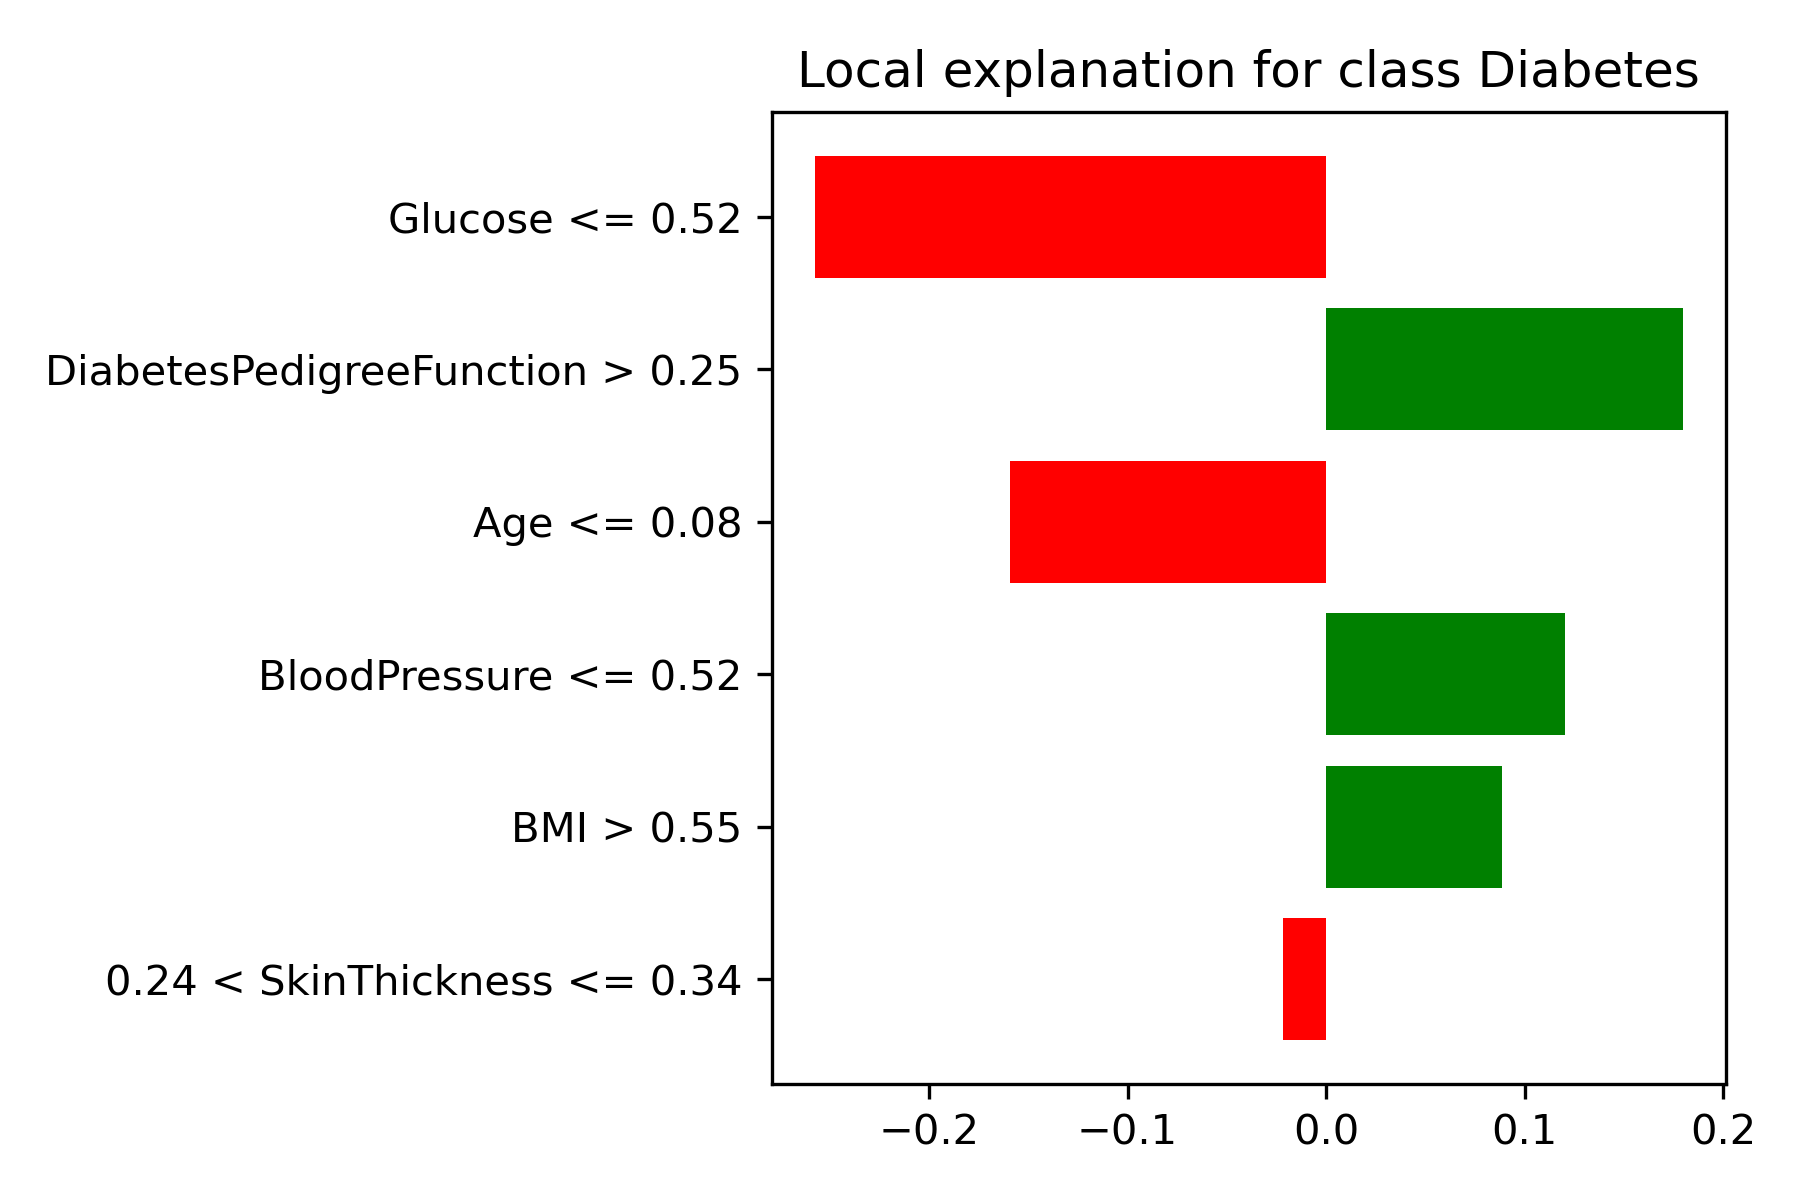 Local explanation for class Diabetes
Glucose <= 0.52
DiabetesPedigreeFunction > 0.25
Age <= 0.08
BloodPressure <= 0.52
BMI > 0.55
0.24 < SkinThickness <= 0.34
−0.2 −0.1 0.0 0.1 0.2